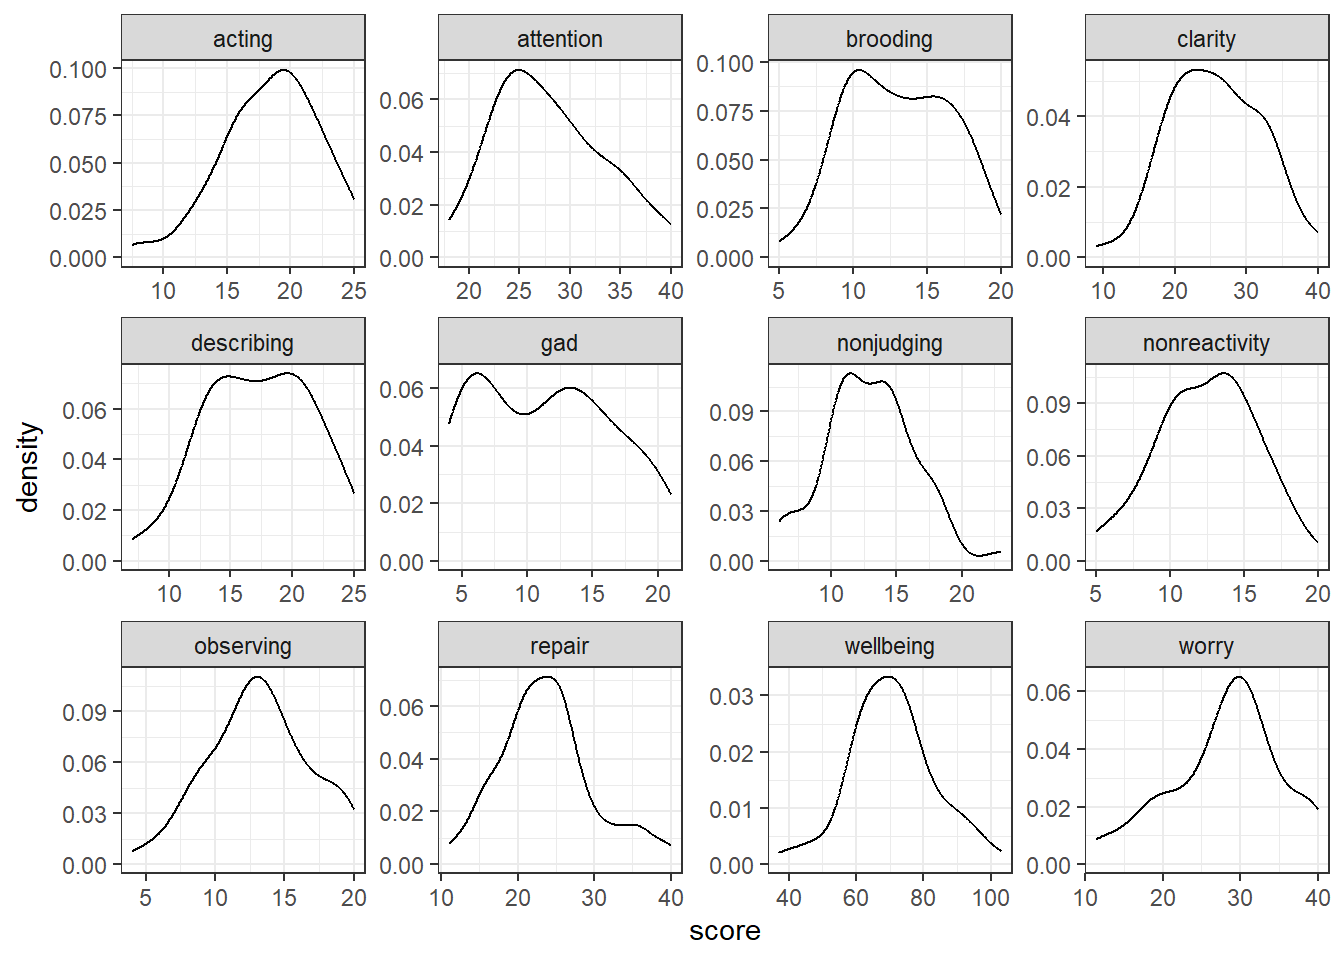 acting attention brooding clarity
0.100 0.075 0.050 0.025 0.000
0.06 0.04 0.02 0.00
0.100 0.075 0.050 0.025 0.000
0.04 0.02 0.00
10 15 20 25
20 25 30 35 40
5 10 15 20
10 20 30 40
describing gad nonjudging nonreactivity
0.06 0.04 0.02 0.00
0.06 0.04 0.02 0.00
0.09 0.06 0.03 0.00
0.09 0.06 0.03 0.00
10 15 20 25
5 10 15 20
10 20
5 10 15 20
density
observing repair wellbeing worry
0.09 0.06 0.03 0.00
0.06 0.04 0.02 0.00
0.03 0.02 0.01 0.00
0.06 0.04 0.02 0.00
5 10 15 20
10 20 30 40
40 60 80 100
10 20 30 40
score